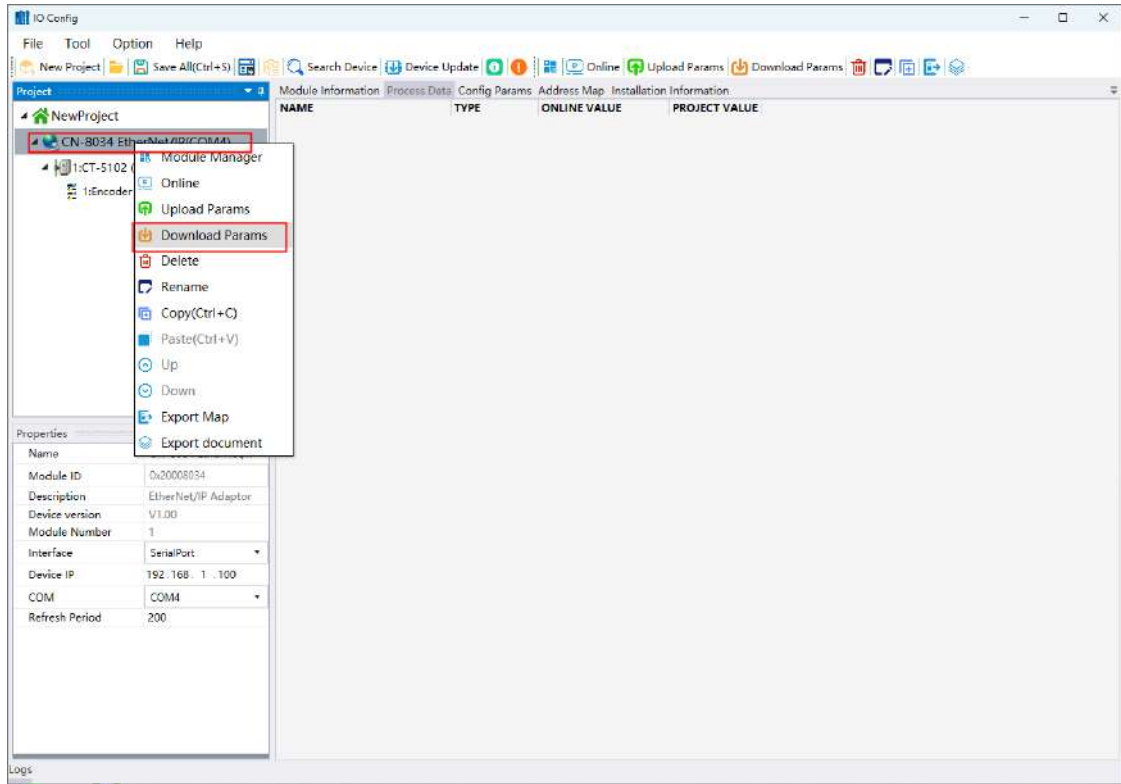 IO Config
File Tool Option Help
New Project Save All(Ctrl+S) Search Device Device Update Online Upload Params Download Params
Project
Module Information Process Data Config Params Address Map Installation Information
NAME TYPE ONLINE VALUE PROJECT VALUE
NewProject
CN-8034 EtherNet/IP(COM4)
1:CT-5102 (
1:Encoder
Module Manager
Online
Upload Params
Download Params
Delete
Rename
Copy(Ctrl+C)
Paste(Ctrl+V)
Up
Down
Export Map
Export document
Properties
Name
Module ID 0x20008034
Description EtherNet/IP Adaptor
Device version V1.00
Module Number 1
Interface SerialPort
Device IP 192.168. 1 .100
COM COM4
Refresh Period 200
Logs